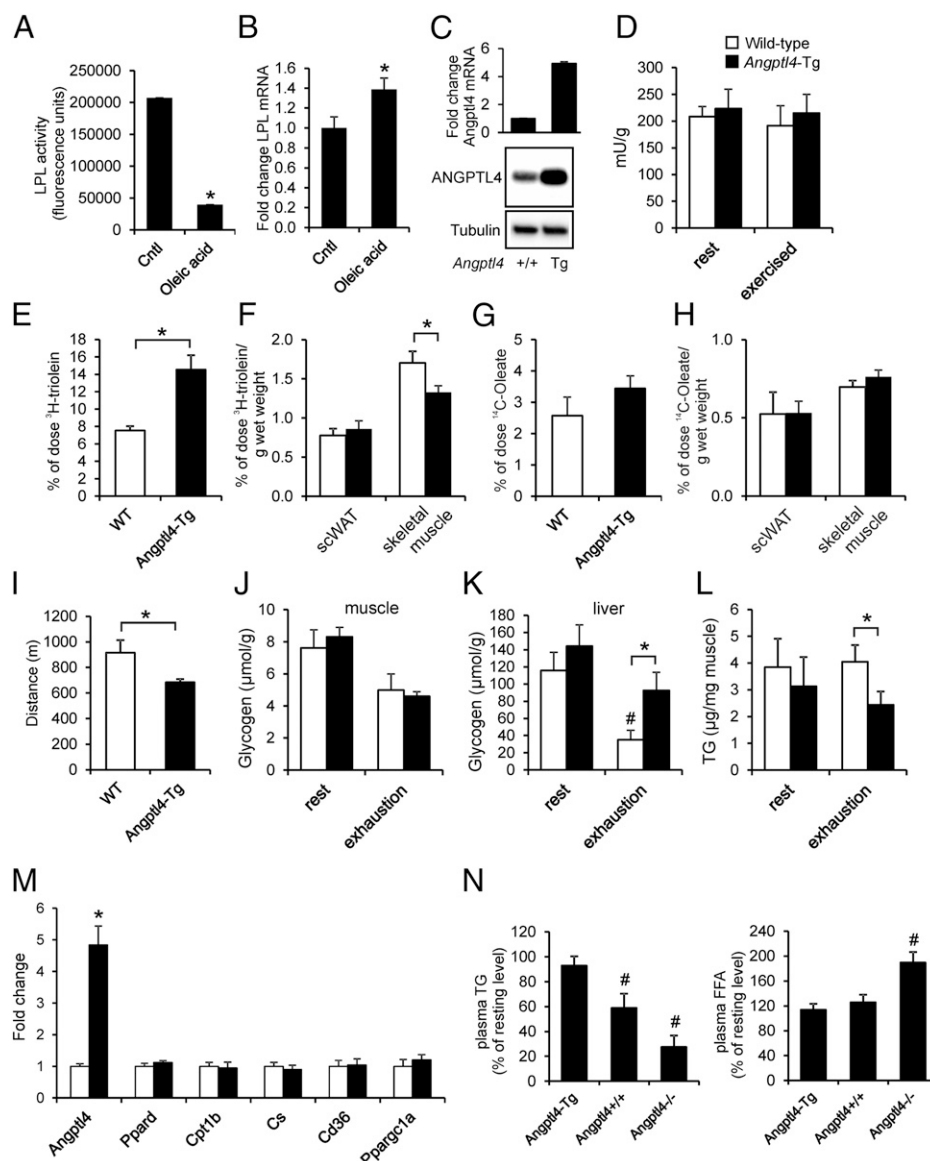 A
LPL activity
(fluorescence units)
250000
200000
150000
100000
50000
0
*
Cntl
Oleic acid
B
Fold change LPL mRNA
1.6
1.4
1.2
1.0
0.8
0.6
0.4
0.2
0.0
*
Cntl
Oleic acid
C
Fold change
Angptl4 mRNA
6
4
2
0
ANGPTL4
Tubulin
Angptl4 +/+ Tg
D
Wild-type
Angptl4-Tg
mU/g
300
250
200
150
100
50
0
rest
exercised
E
% of dose ³H-triolein
18
16
14
12
10
8
6
4
2
0
*
WT
Angptl4-Tg
F
% of dose ³H-triolein/
g wet weight
2.0
1.5
1.0
0.5
0.0
*
scWAT
skeletal
muscle
G
% of dose ¹⁴C-Oleate
5
4
3
2
1
0
WT
Angptl4-Tg
H
% of dose ¹⁴C-Oleate/
g wet weight
1.0
0.5
0.0
scWAT
skeletal
muscle
I
Distance (m)
1200
1000
800
600
400
200
0
*
WT
Angptl4-Tg
J
muscle
Glycogen (µmol/g)
10
8
6
4
2
0
rest
exhaustion
K
liver
Glycogen (µmol/g)
180
160
140
120
100
80
60
40
20
0
*
#
rest
exhaustion
L
TG (µg/mg muscle)
6
5
4
3
2
1
0
*
rest
exhaustion
M
Fold change
6
5
4
3
2
1
0
*
Angptl4
Ppard
Cpt1b
Cs
Cd36
Ppargc1a
N
plasma TG
(% of resting level)
120
100
80
60
40
20
0
#
#
Angptl4-Tg
Angptl4+/+
Angptl4-/-
plasma FFA
(% of resting level)
240
200
160
120
80
40
0
#
Angptl4-Tg
Angptl4+/+
Angptl4-/-